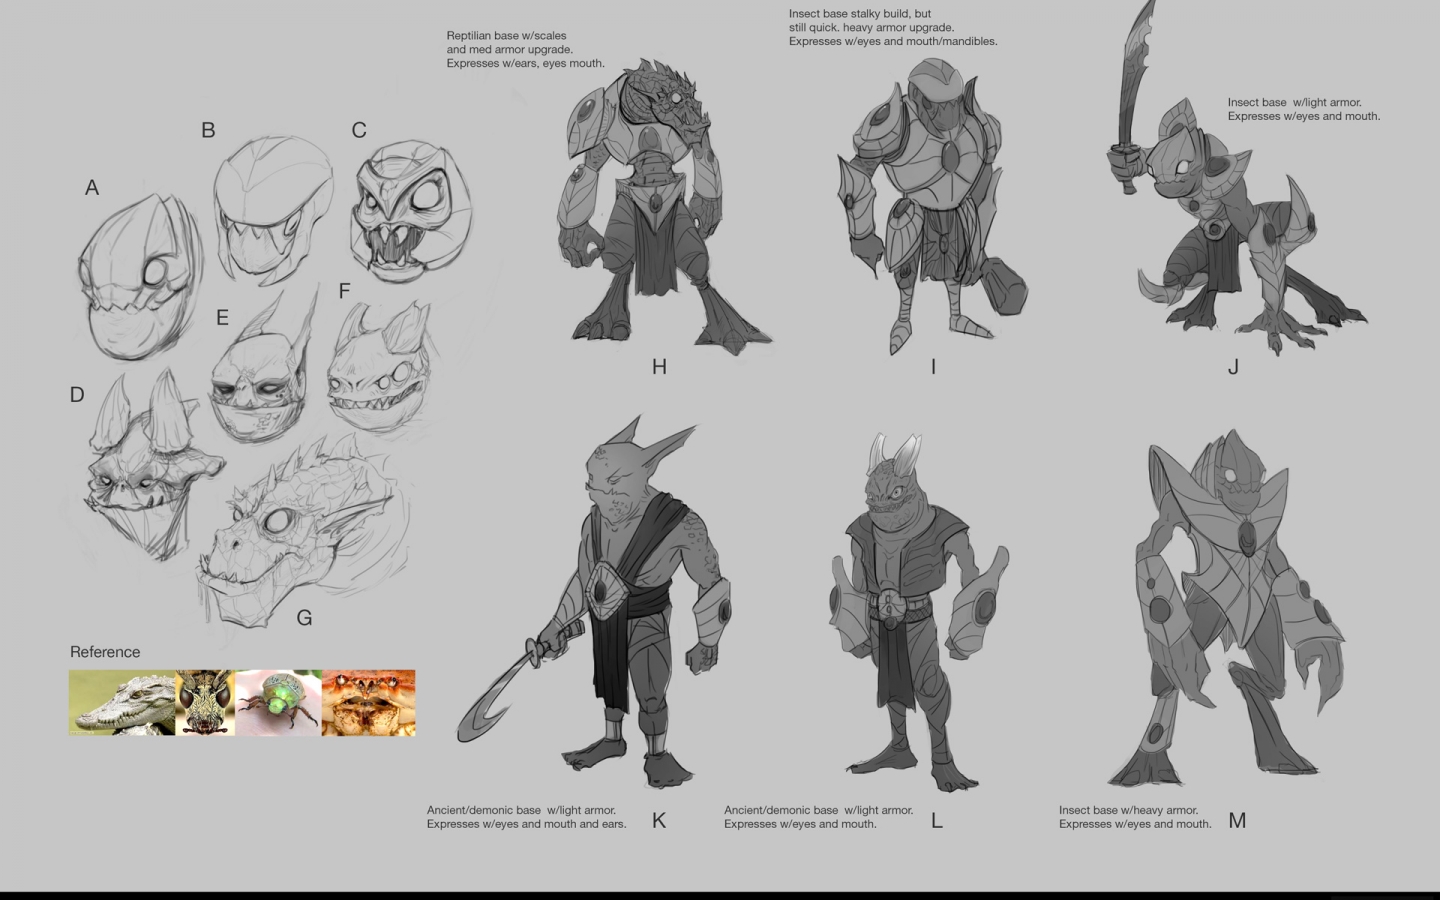 Reptilian base w/scales
and med armor upgrade.
Expresses w/ears, eyes mouth.
Insect base stalky build, but
still quick. heavy armor upgrade.
Expresses w/eyes and mouth/mandibles.
Insect base  w/light armor.
Expresses w/eyes and mouth.
B
C
A
F
E
H
I
J
D
G
Reference
Ancient/demonic base  w/light armor.
Expresses w/eyes and mouth and ears.
K
Ancient/demonic base  w/light armor.
Expresses w/eyes and mouth.
L
Insect base w/heavy armor.
Expresses w/eyes and mouth.
M